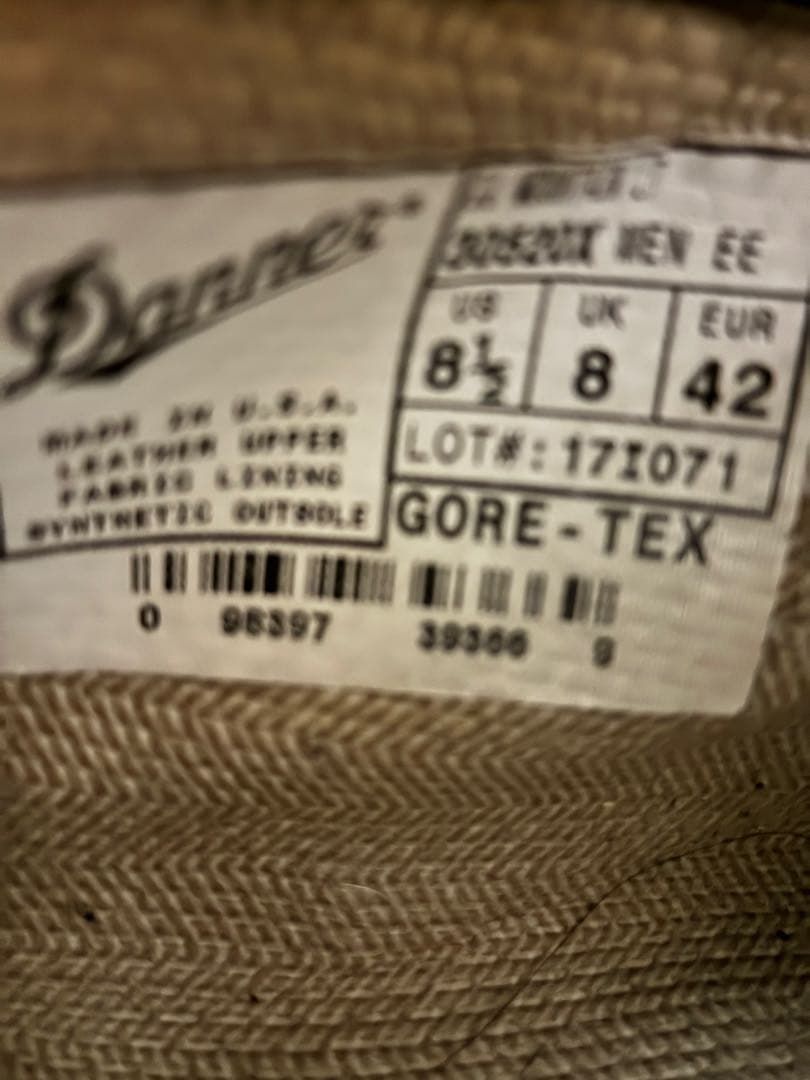 Danner®
MADE IN U.S.A.
LEATHER UPPER
FABRIC LINING
SYNTHETIC OUTSOLE
MEN EE
US UK EUR
8½ 8 42
LOT#: 17I071
GORE-TEX
0 98397 39366 9